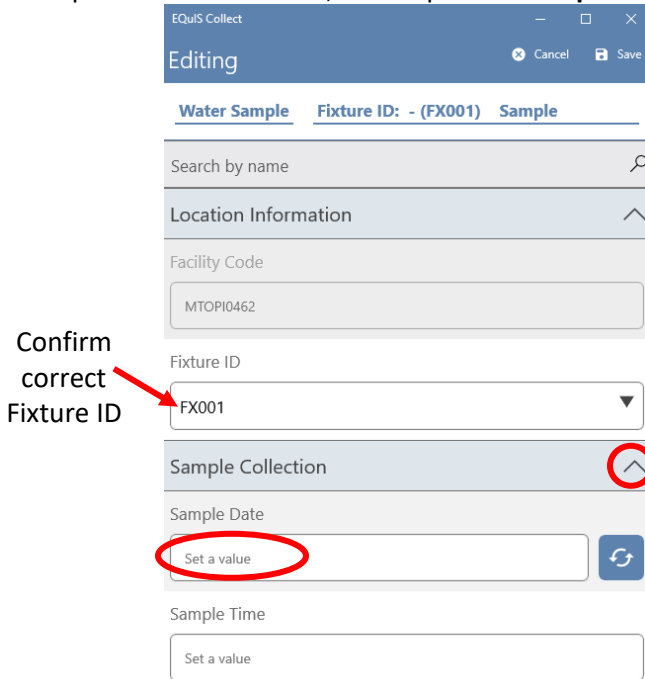 EQuIS Collect
Editing
Cancel
Save
Water Sample
Fixture ID: - (FX001)
Sample
Search by name
Location Information
Facility Code
MTOPI0462
Confirm
correct
Fixture ID
Fixture ID
FX001
Sample Collection
Sample Date
Set a value
Sample Time
Set a value